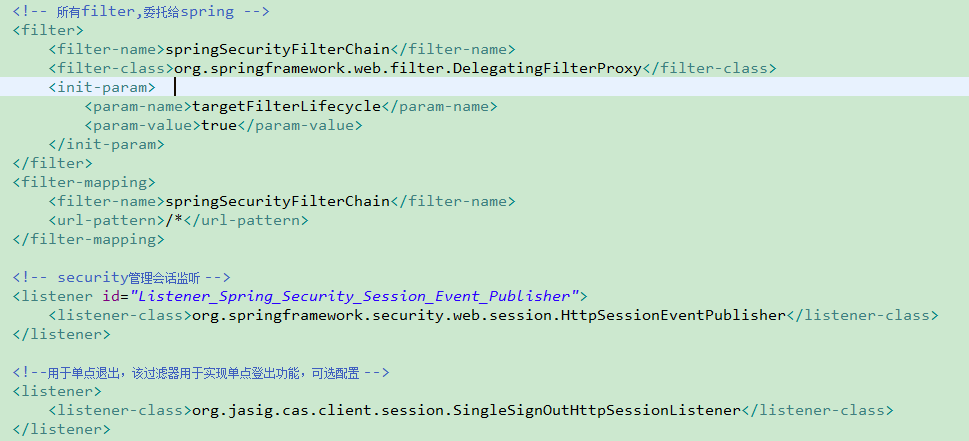 <!-- 所有filter,委托给spring -->
<filter>
<filter-name>springSecurityFilterChain</filter-name>
<filter-class>org.springframework.web.filter.DelegatingFilterProxy</filter-class>
<init-param>
<param-name>targetFilterLifecycle</param-name>
<param-value>true</param-value>
</init-param>
</filter>
<filter-mapping>
<filter-name>springSecurityFilterChain</filter-name>
<url-pattern>/*</url-pattern>
</filter-mapping>
<!-- security管理会话监听 -->
<listener id="Listener_Spring_Security_Session_Event_Publisher">
<listener-class>org.springframework.security.web.session.HttpSessionEventPublisher</listener-class>
</listener>
<!--用于单点退出，该过滤器用于实现单点登出功能，可选配置 -->
<listener>
<listener-class>org.jasig.cas.client.session.SingleSignOutHttpSessionListener</listener-class>
</listener>